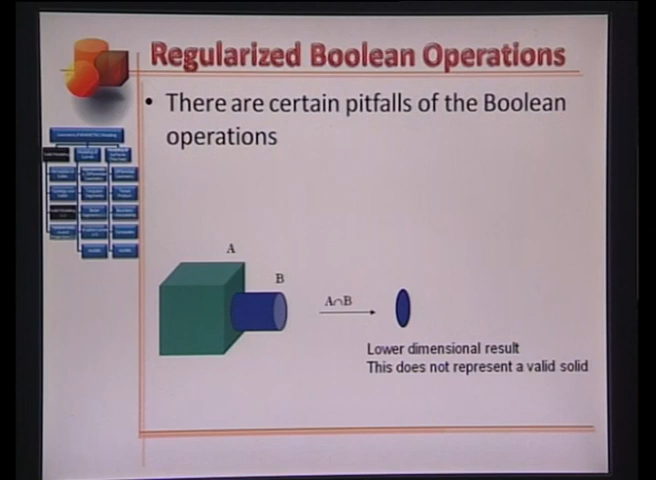 Regularized Boolean Operations
• There are certain pitfalls of the Boolean
operations
A
B
A∩B
Lower dimensional result
This does not represent a valid solid